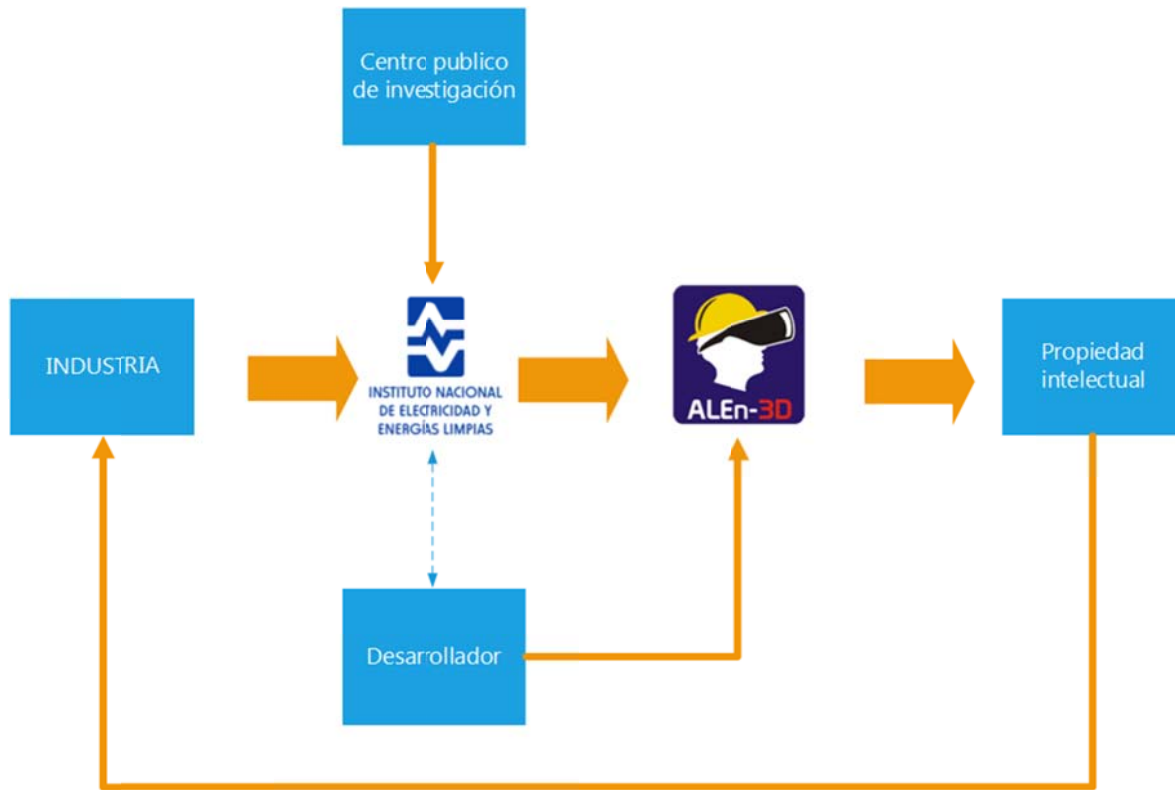 Centro publico
de investigación
INDUSTRIA
INSTITUTO NACIONAL
DE ELECTRICIDAD Y
ENERGÍAS LIMPIAS
ALEn-3D
Propiedad
intelectual
Desarrollador